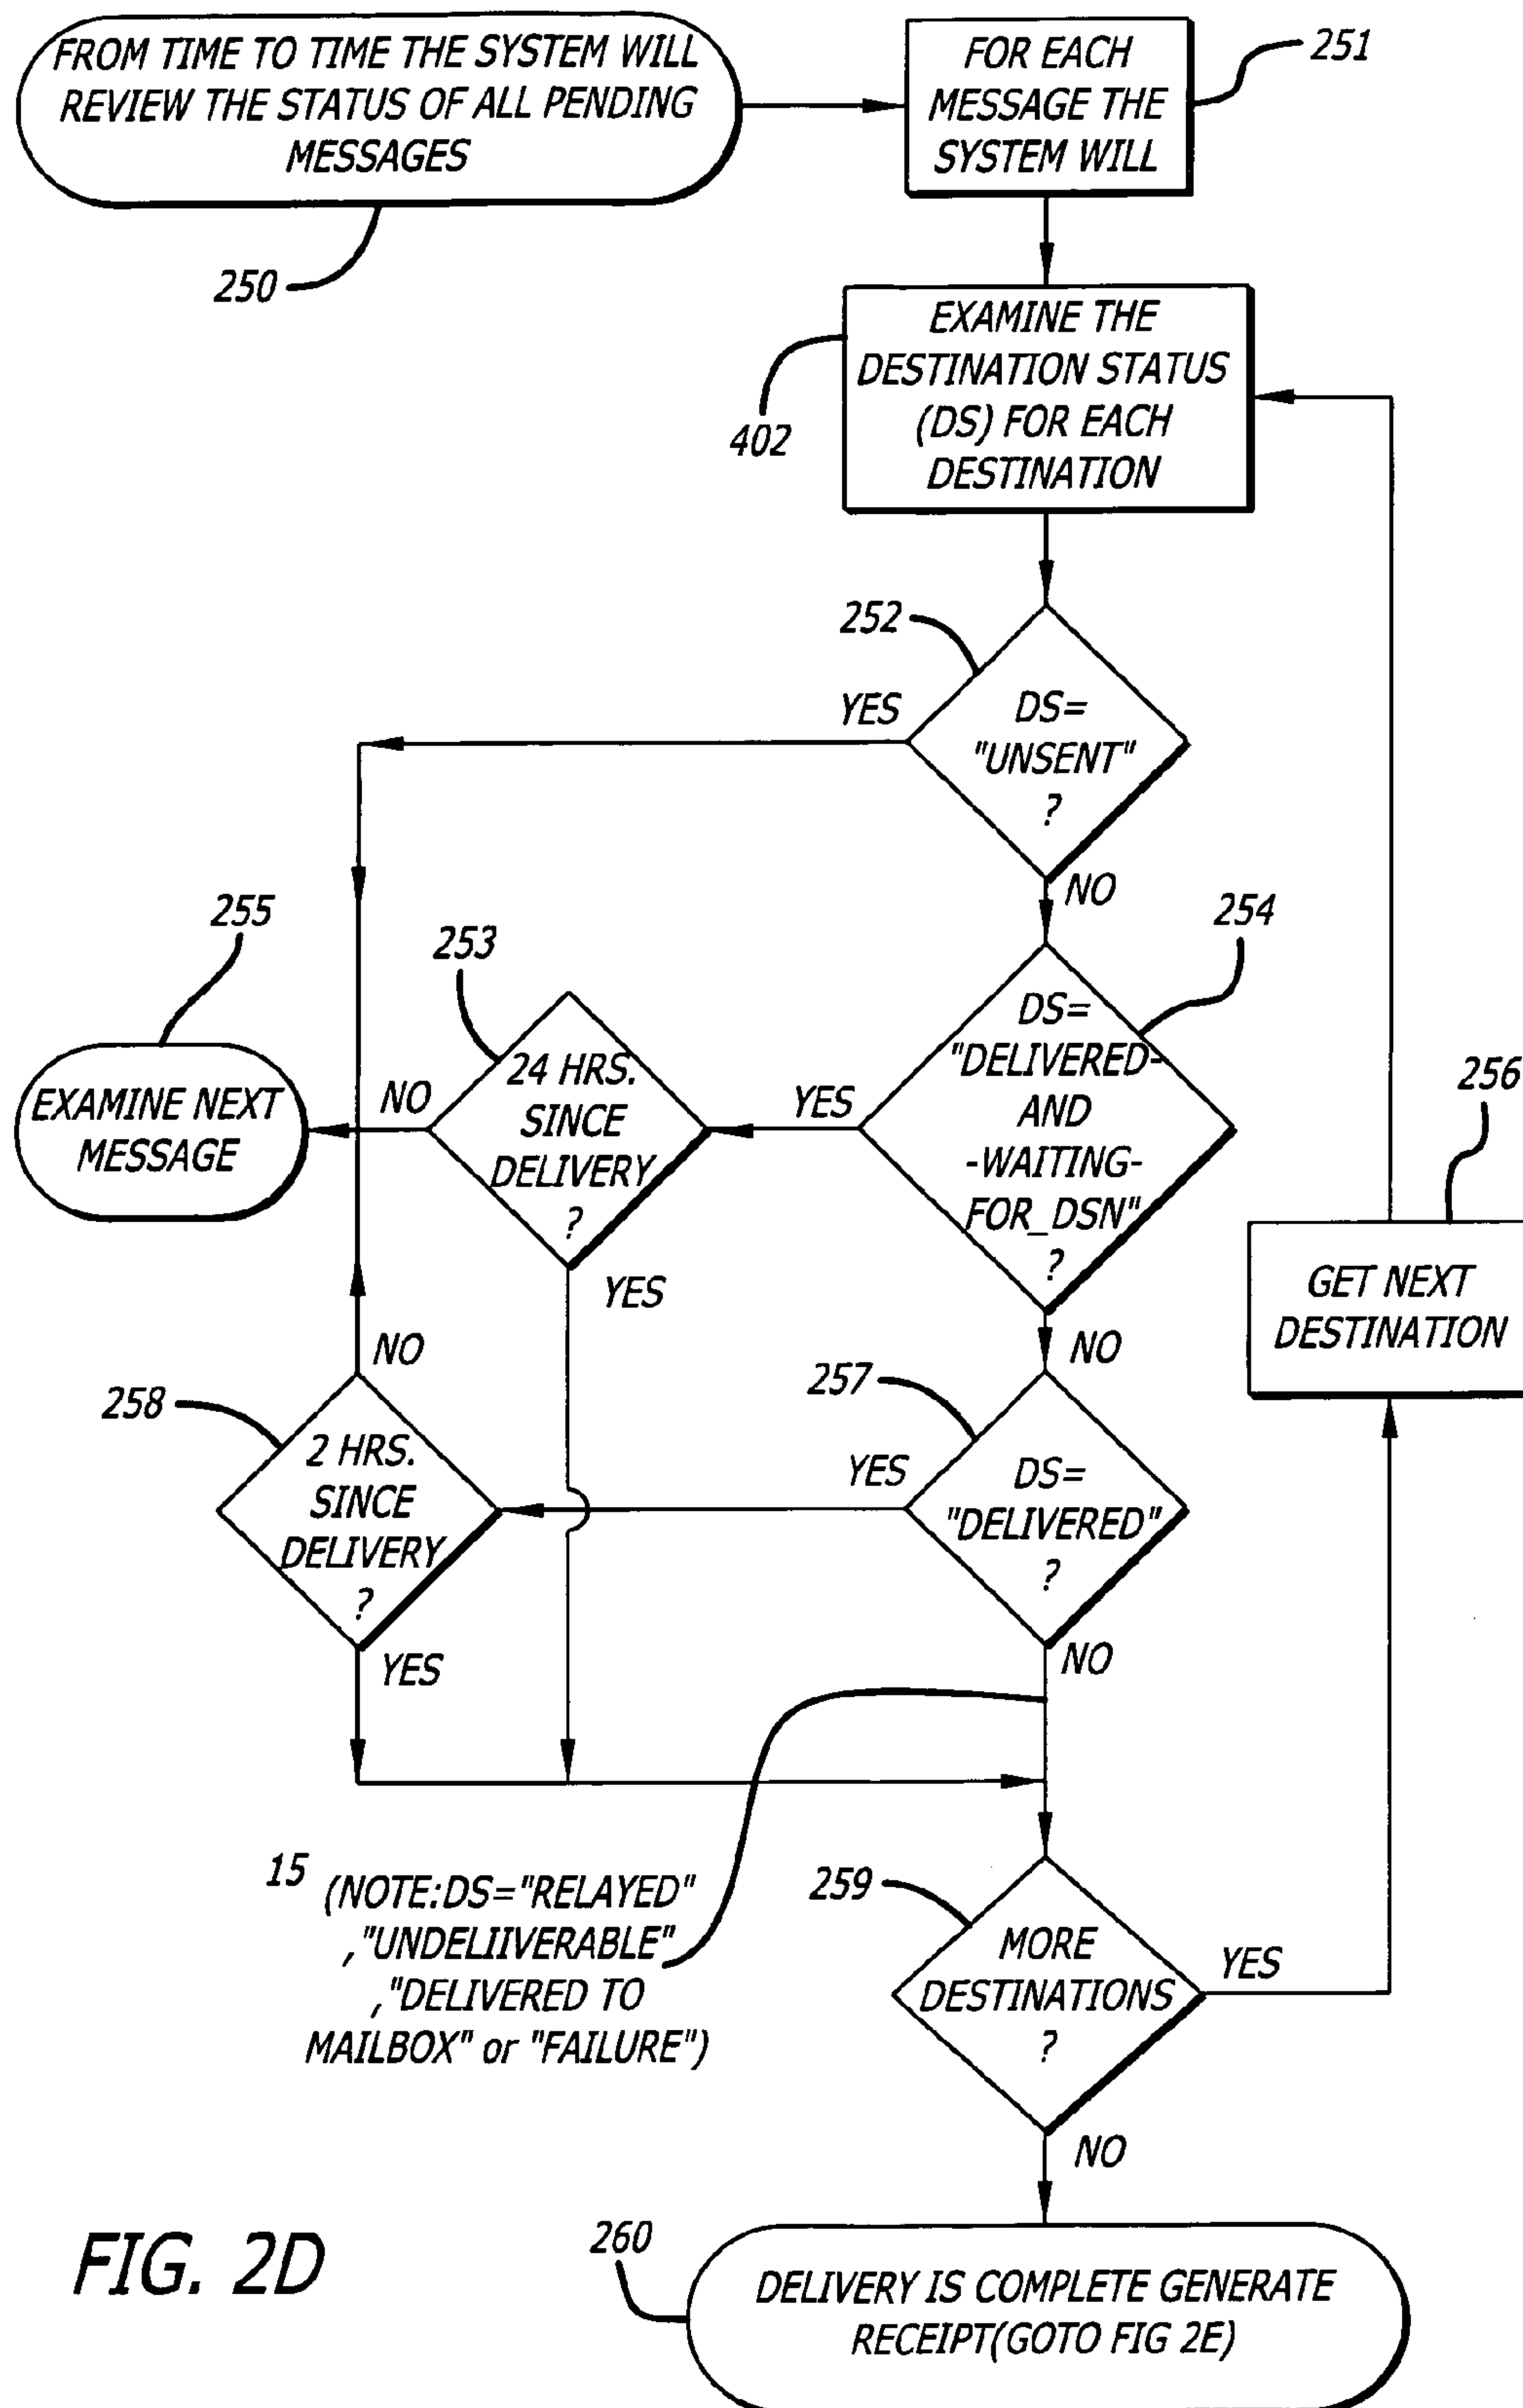 FROM TIME TO TIME THE SYSTEM WILL
REVIEW THE STATUS OF ALL PENDING
MESSAGES
250
FOR EACH
MESSAGE THE
SYSTEM WILL
251
EXAMINE THE
DESTINATION STATUS
(DS) FOR EACH
DESTINATION
402
252
DS=
"UNSENT"
?
YES
NO
254
DS=
"DELIVERED-
AND
-WAITING-
FOR_DSN"
?
YES
NO
253
24 HRS.
SINCE
DELIVERY
?
NO
YES
255
EXAMINE NEXT
MESSAGE
256
GET NEXT
DESTINATION
257
DS=
"DELIVERED"
?
YES
NO
258
2 HRS.
SINCE
DELIVERY
?
NO
YES
15
(NOTE:DS="RELAYED"
,"UNDELIIVERABLE"
,"DELIVERED TO
MAILBOX" or "FAILURE")
259
MORE
DESTINATIONS
?
YES
NO
260
DELIVERY IS COMPLETE GENERATE
RECEIPT(GOTO FIG 2E)
FIG. 2D